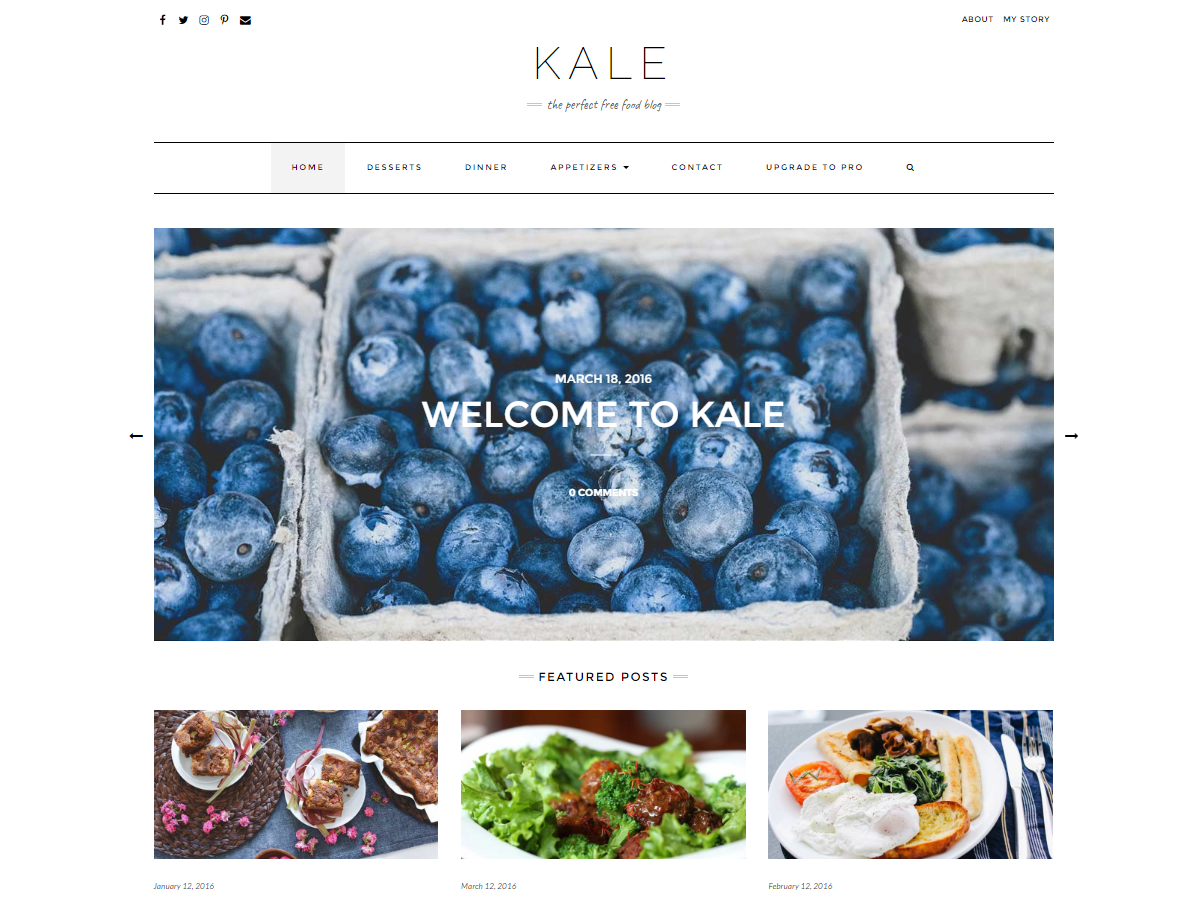 ABOUT MY STORY
KALE
the perfect free food blog
HOME DESSERTS DINNER APPETIZERS CONTACT UPGRADE TO PRO
MARCH 18, 2016
WELCOME TO KALE
0 COMMENTS
FEATURED POSTS
January 12, 2016 March 12, 2016 February 12, 2016